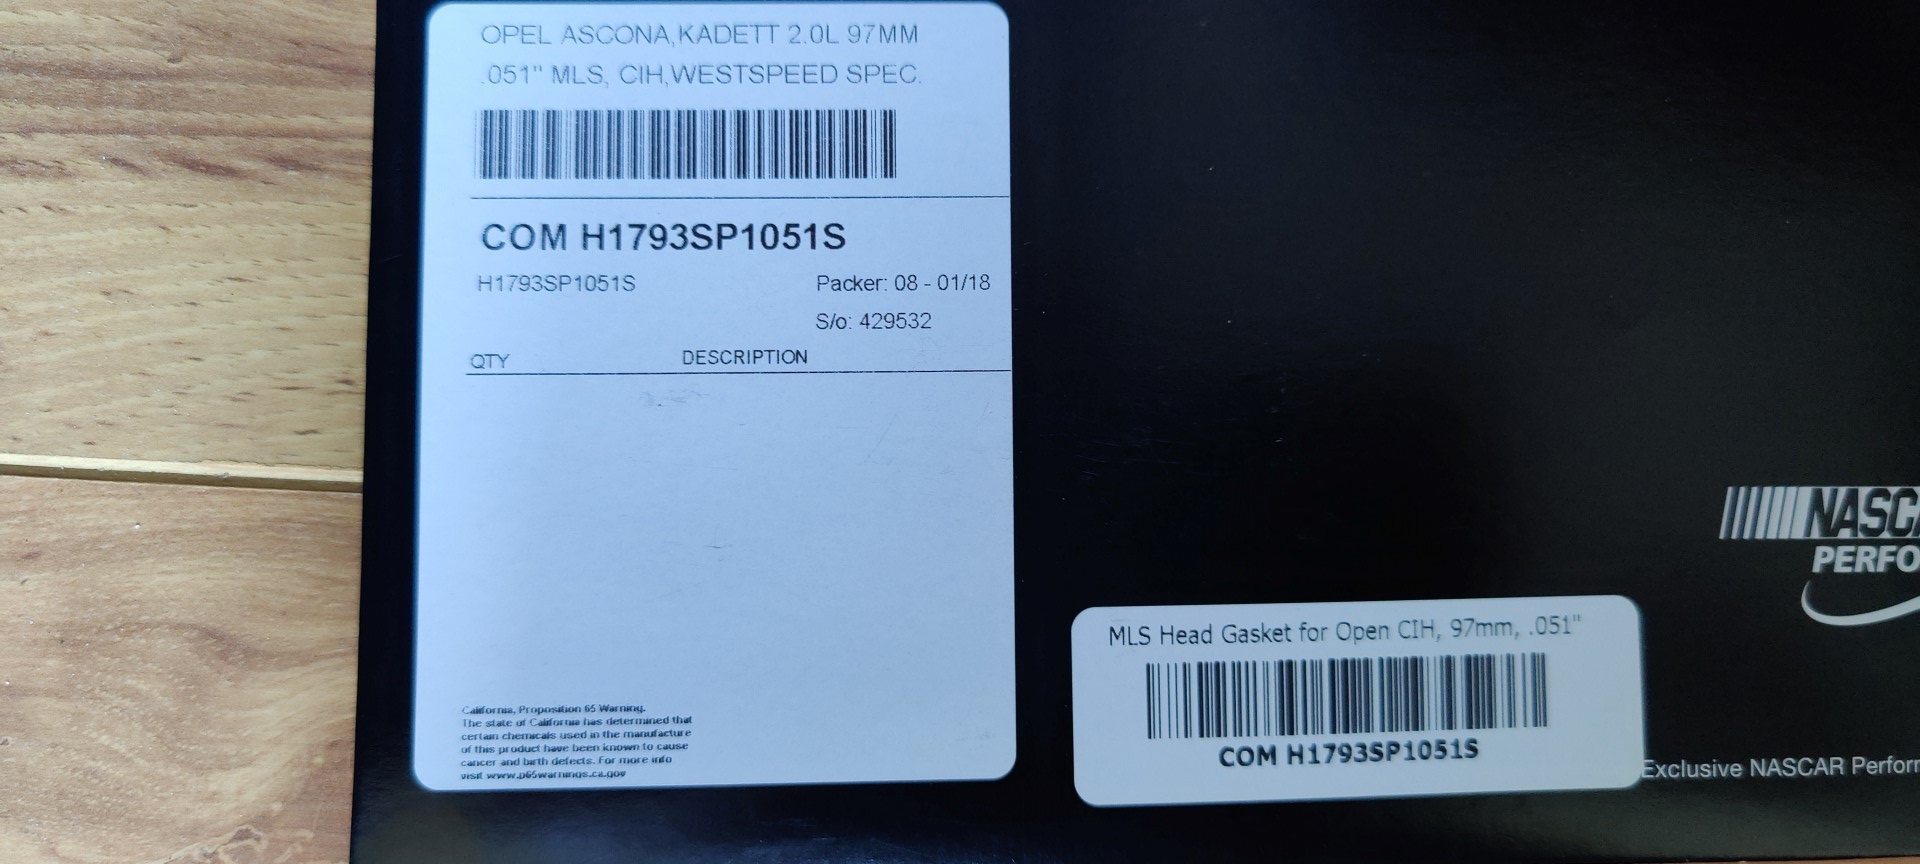 OPEL ASCONA,KADETT 2.0L 97MM
.051" MLS, CIH,WESTSPEED SPEC.
COM H1793SP1051S
H1793SP1051S
Packer: 08 - 01/18
S/o: 429532
QTY DESCRIPTION
California, Proposition 65 Warning.
The state of California has determined that
certain chemicals used in the manufacture
of this product have been known to cause
cancer and birth defects. For more info
visit www.p65warnings.ca.gov
NASCA
PERFO
MLS Head Gasket for Open CIH, 97mm, .051"
COM H1793SP1051S
Exclusive NASCAR Perfor